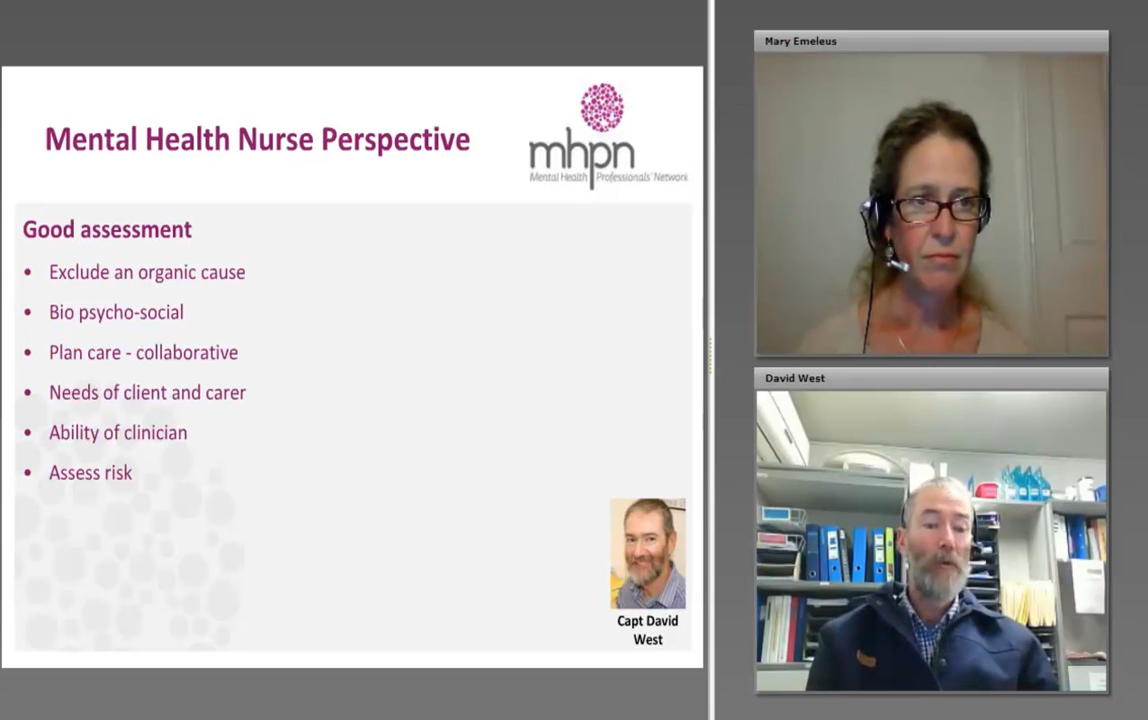 Mental Health Nurse Perspective
mhpn
Mental Health Professionals' Network
Good assessment
• Exclude an organic cause
• Bio psycho-social
• Plan care - collaborative
• Needs of client and carer
• Ability of clinician
• Assess risk
Capt David
West
Mary Emeleus
David West